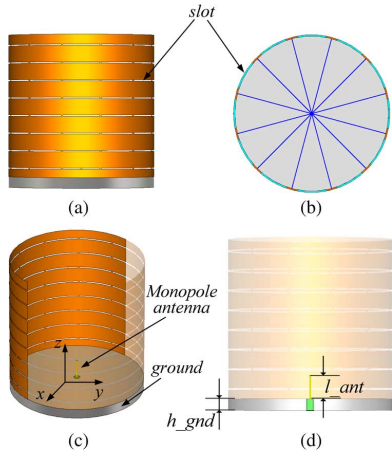 slot
(a)
(b)
Monopole
antenna
z
ground
x
y
l_ant
h_gnd
(c)
(d)